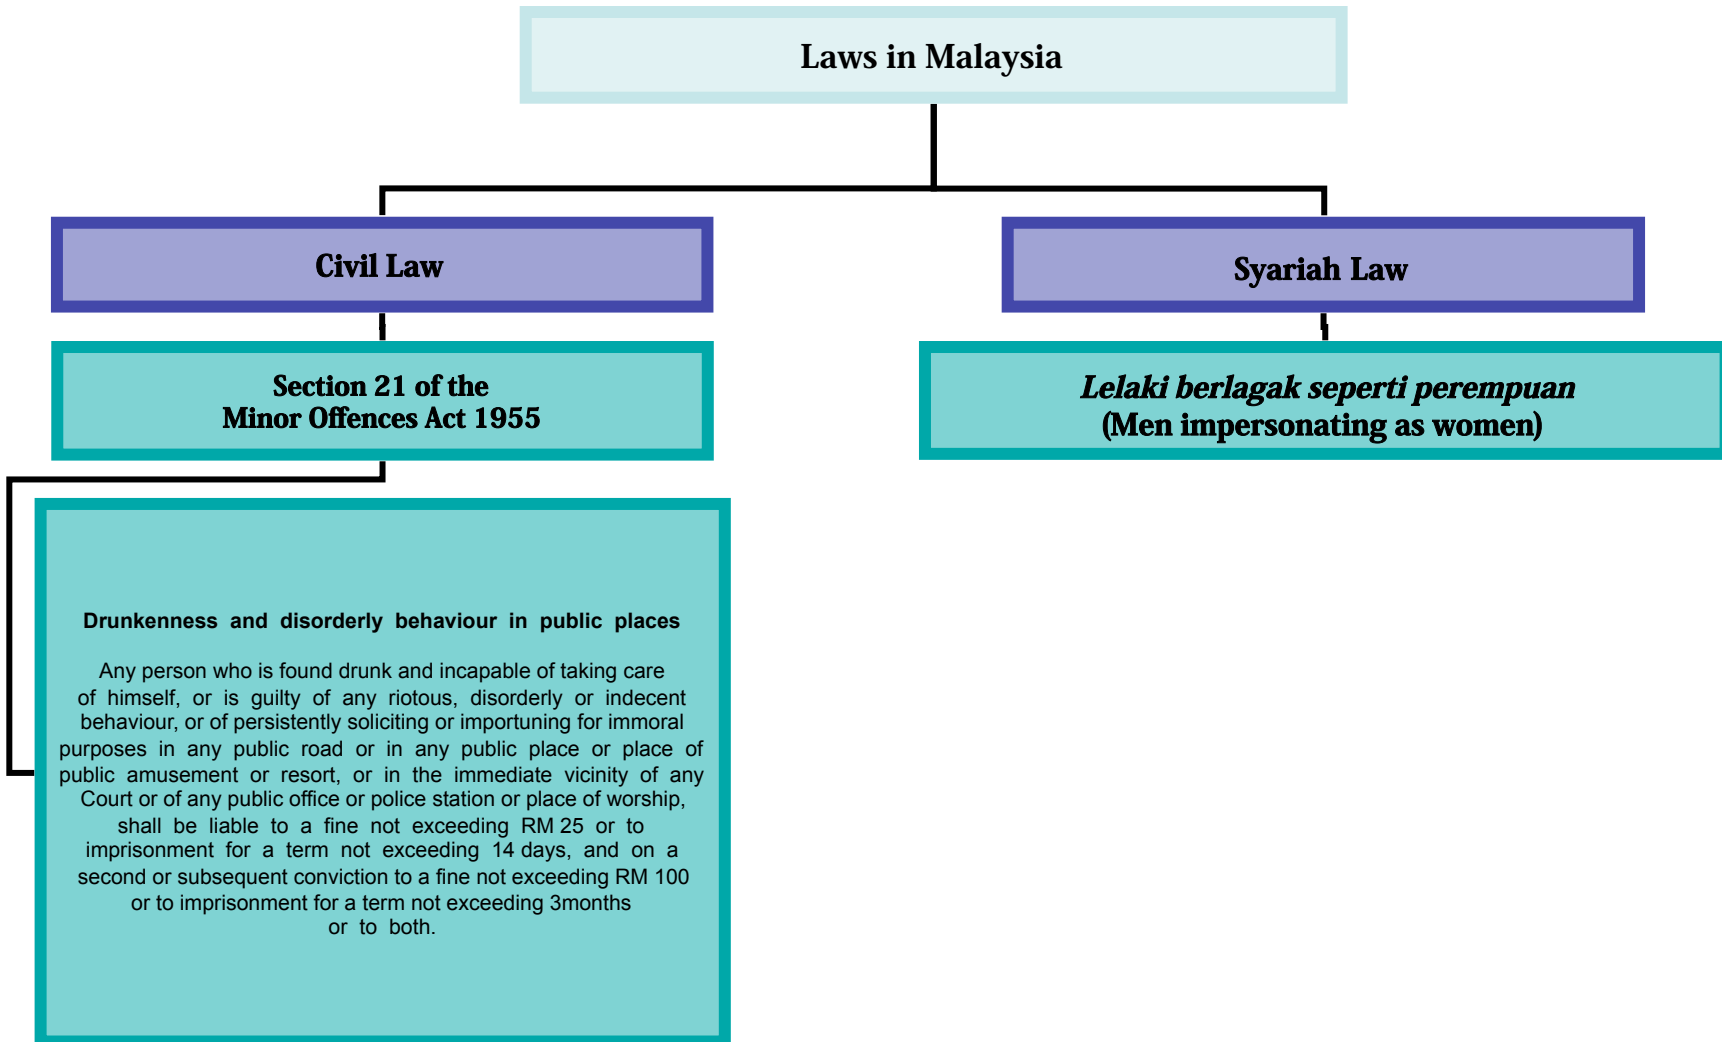 Laws in Malaysia
Civil Law
Syariah Law
Section 21 of the
Minor Offences Act 1955
Lelaki berlagak seperti perempuan
(Men impersonating as women)
Drunkenness and disorderly behaviour in public places
Any person who is found drunk and incapable of taking care
of himself, or is guilty of any riotous, disorderly or indecent
behaviour, or of persistently soliciting or importuning for immoral
purposes in any public road or in any public place or place of
public amusement or resort, or in the immediate vicinity of any
Court or of any public office or police station or place of worship,
shall be liable to a fine not exceeding RM 25 or to
imprisonment for a term not exceeding 14 days, and on a
second or subsequent conviction to a fine not exceeding RM 100
or to imprisonment for a term not exceeding 3months
or to both.